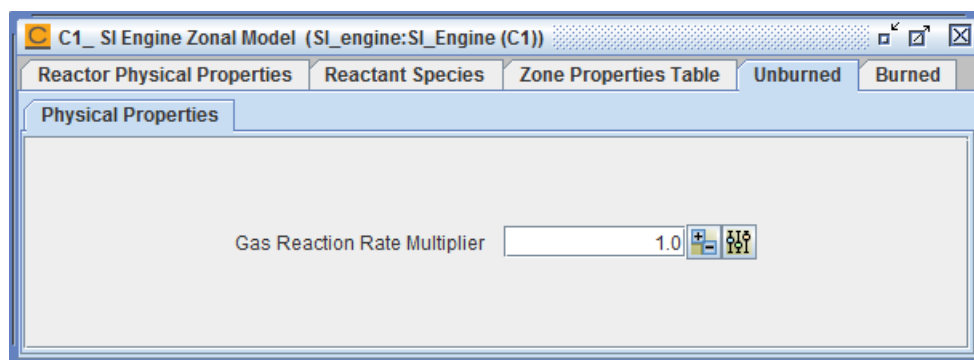 C C1_ SI Engine Zonal Model (SI_engine:SI_Engine (C1))
Reactor Physical Properties Reactant Species Zone Properties Table Unburned Burned
Physical Properties
Gas Reaction Rate Multiplier 1.0